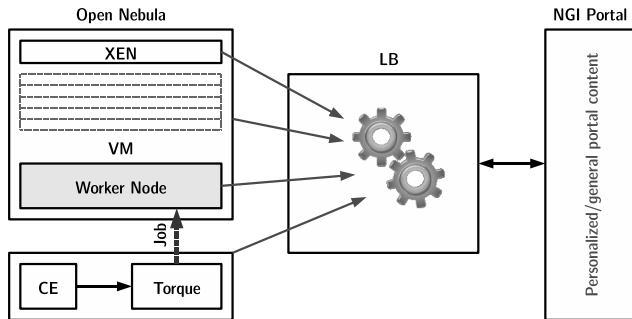 Open Nebula
NGI Portal
XEN
LB
VM
Worker Node
Job
CE
Torque
Personalized/general portal content